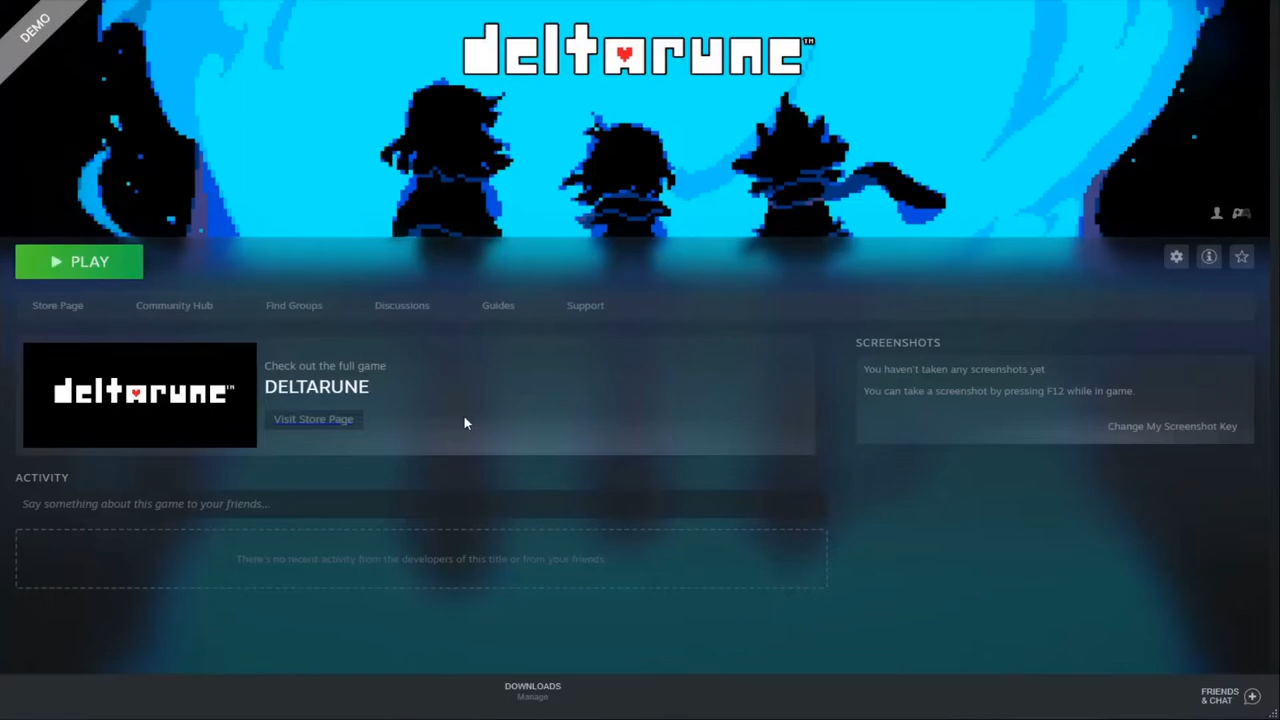 DEMO
deltarune™
PLAY
Store Page
Community Hub
Find Groups
Discussions
Guides
Support
deltarune™
Check out the full game
DELTARUNE
Visit Store Page
SCREENSHOTS
You haven't taken any screenshots yet
You can take a screenshot by pressing F12 while in game.
Change My Screenshot Key
ACTIVITY
Say something about this game to your friends...
There's no recent activity from the developers of this title or from your friends
DOWNLOADS
Manage
FRIENDS
& CHAT